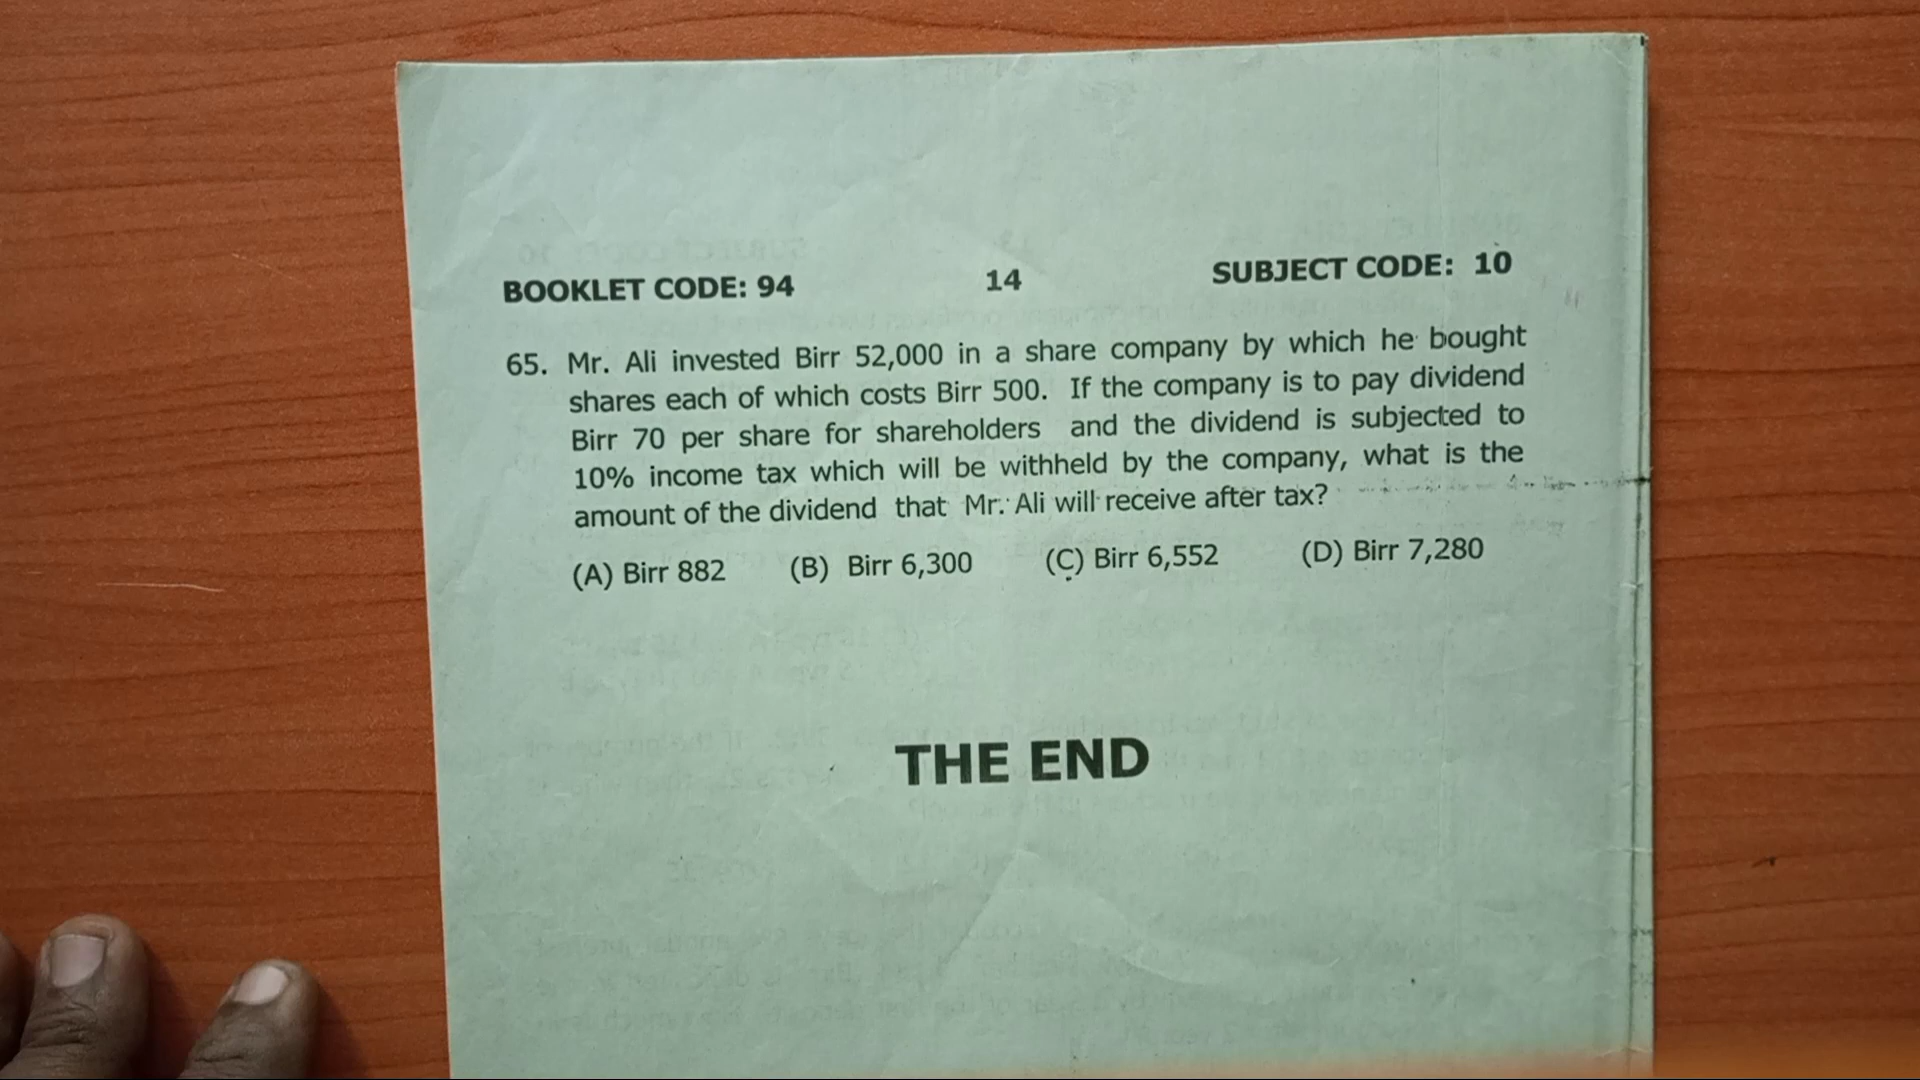 BOOKLET CODE: 94 14 SUBJECT CODE: 10
65. Mr. Ali invested Birr 52,000 in a share company by which he bought
shares each of which costs Birr 500. If the company is to pay dividend
Birr 70 per share for shareholders and the dividend is subjected to
10% income tax which will be withheld by the company, what is the
amount of the dividend that Mr. Ali will receive after tax?
(A) Birr 882 (B) Birr 6,300 (C) Birr 6,552 (D) Birr 7,280
THE END